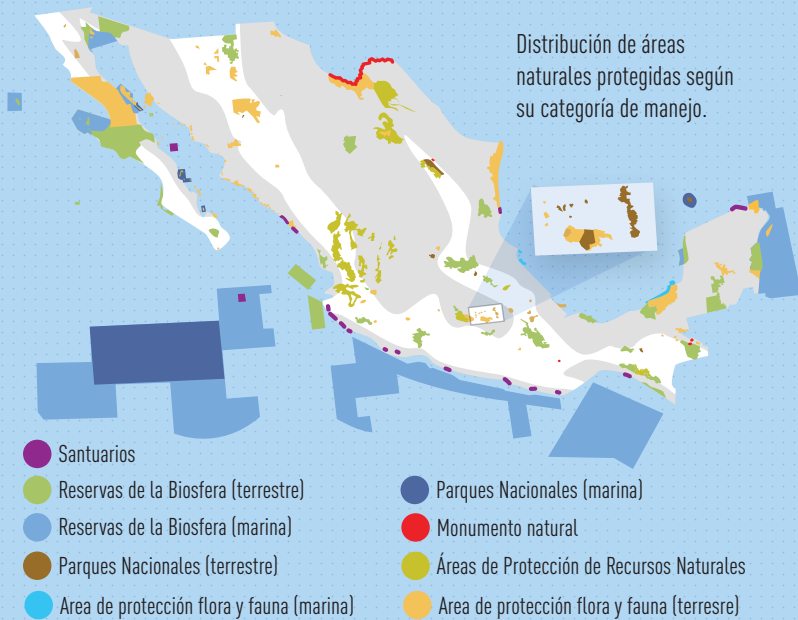 Distribución de áreas
naturales protegidas según
su categoría de manejo.
Santuarios
Reservas de la Biosfera (terrestre)
Reservas de la Biosfera (marina)
Parques Nacionales (terrestre)
Area de protección flora y fauna (marina)
Parques Nacionales (marina)
Monumento natural
Áreas de Protección de Recursos Naturales
Area de protección flora y fauna (terresre)